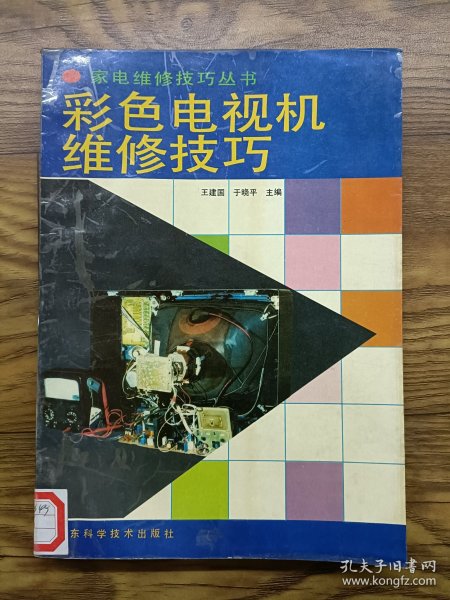 家电维修技巧丛书
彩色电视机
维修技巧
王建国 于晓平 主编
东科学技术出版社
孔夫子旧书网
www.kongfz.com